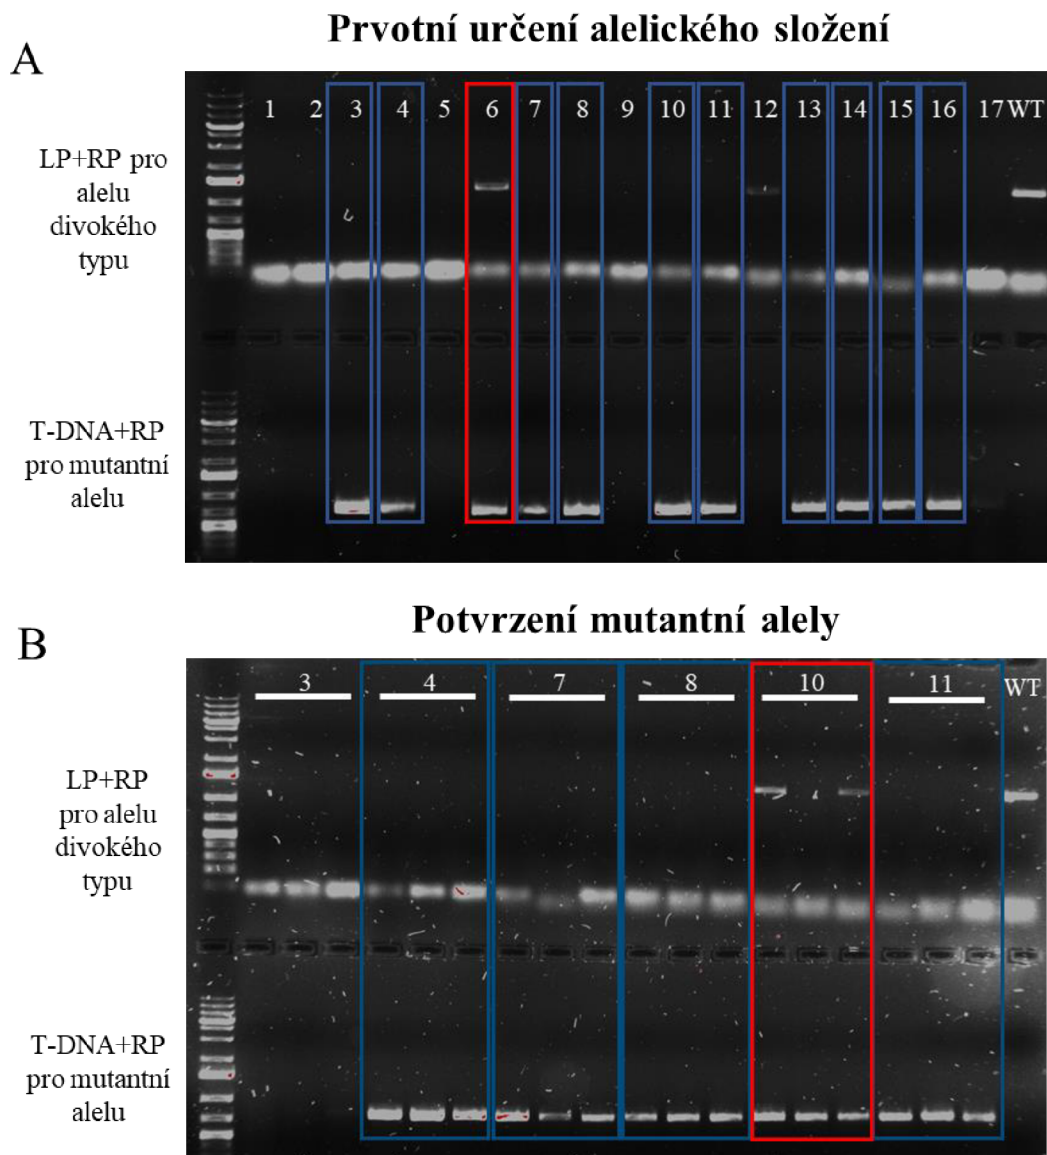 Prvotní určení alelického složení
A
1 2 3 4 5 6 7 8 9 10 11 12 13 14 15 16 17 WT
LP+RP pro
alelu
divokého
typu
T-DNA+RP
pro mutantní
alelu
Potvrzení mutantní alely
B
3 4 7 8 10 11 WT
LP+RP
pro alelu
divokého
typu
T-DNA+RP
pro mutantní
alelu